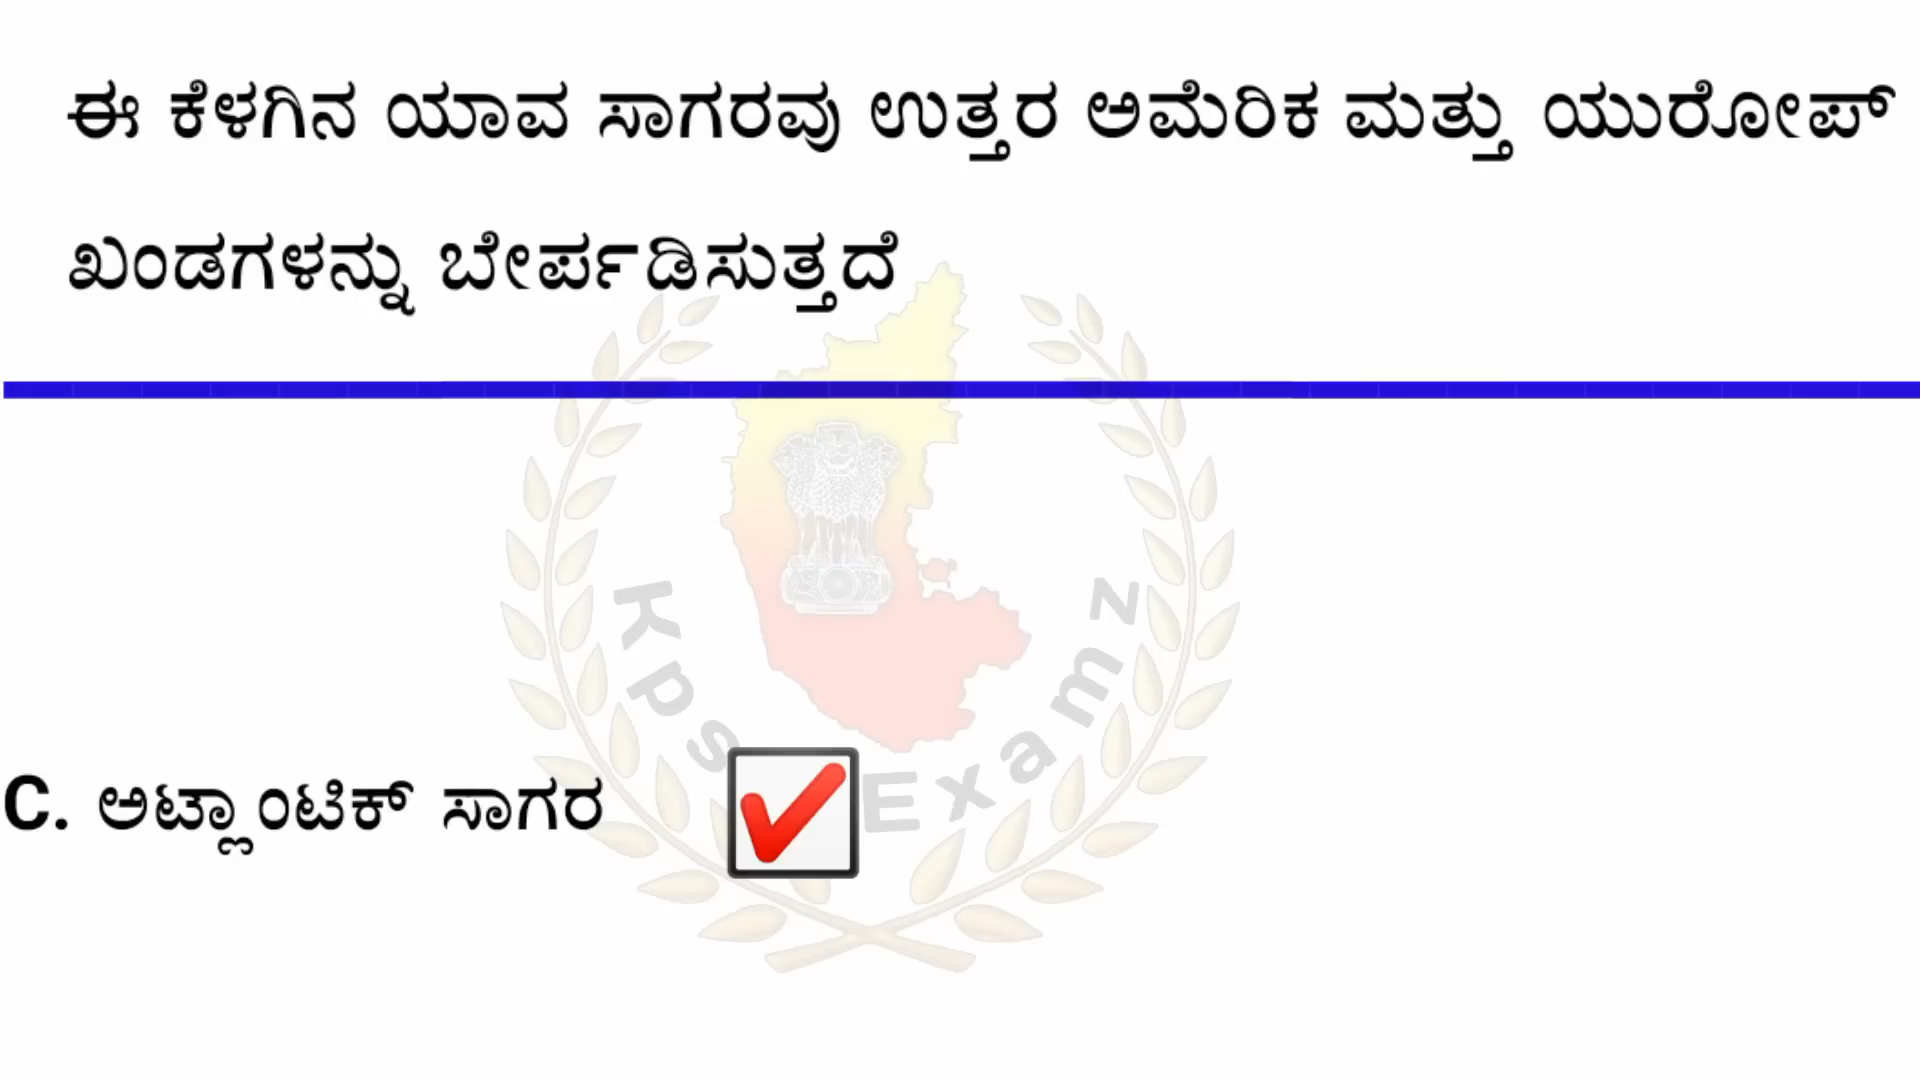 ಈ ಕೆಳಗಿನ ಯಾವ ಸಾಗರವು ಉತ್ತರ ಅಮೆರಿಕ ಮತ್ತು ಯುರೋಪ್
ಖಂಡಗಳನ್ನು ಬೇರ್ಪಡಿಸುತ್ತದೆ
Kps Examz
C. ಅಟ್ಲಾಂಟಿಕ್ ಸಾಗರ